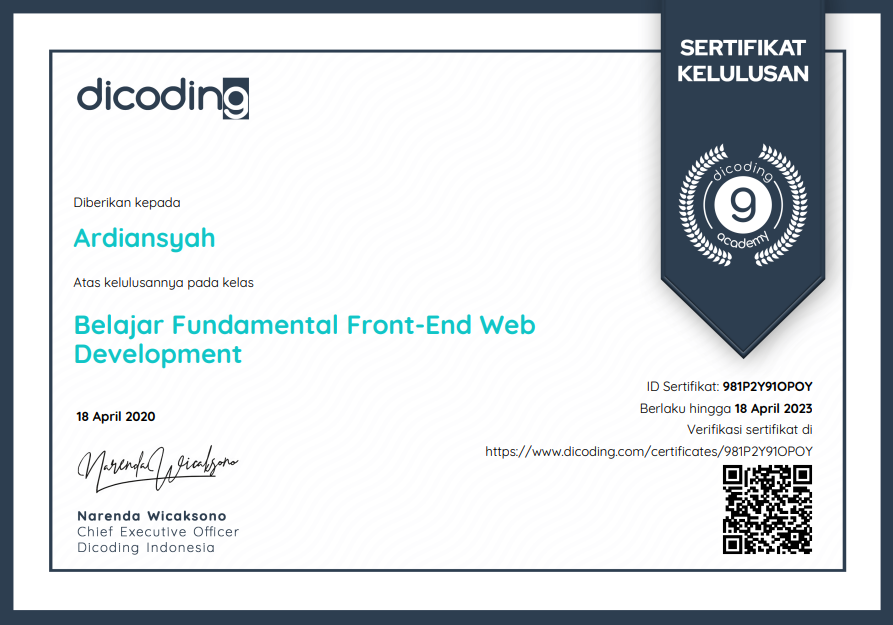 SERTIFIKAT
KELULUSAN
dicoding
dicoding
g
academy
Diberikan kepada
Ardiansyah
Atas kelulusannya pada kelas
Belajar Fundamental Front-End Web
Development
18 April 2020
Narenda Wicaksono
Narenda Wicaksono
Chief Executive Officer
Dicoding Indonesia
ID Sertifikat: 981P2Y91OPOY
Berlaku hingga 18 April 2023
Verifikasi sertifikat di
https://www.dicoding.com/certificates/981P2Y91OPOY